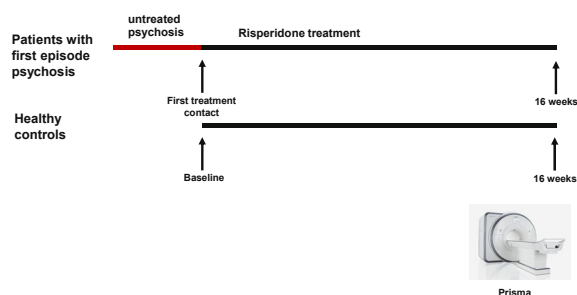 untreated
psychosis
Risperidone treatment
Patients with
first episode
psychosis
First treatment
contact
16 weeks
Healthy
controls
Baseline
16 weeks
Prisma